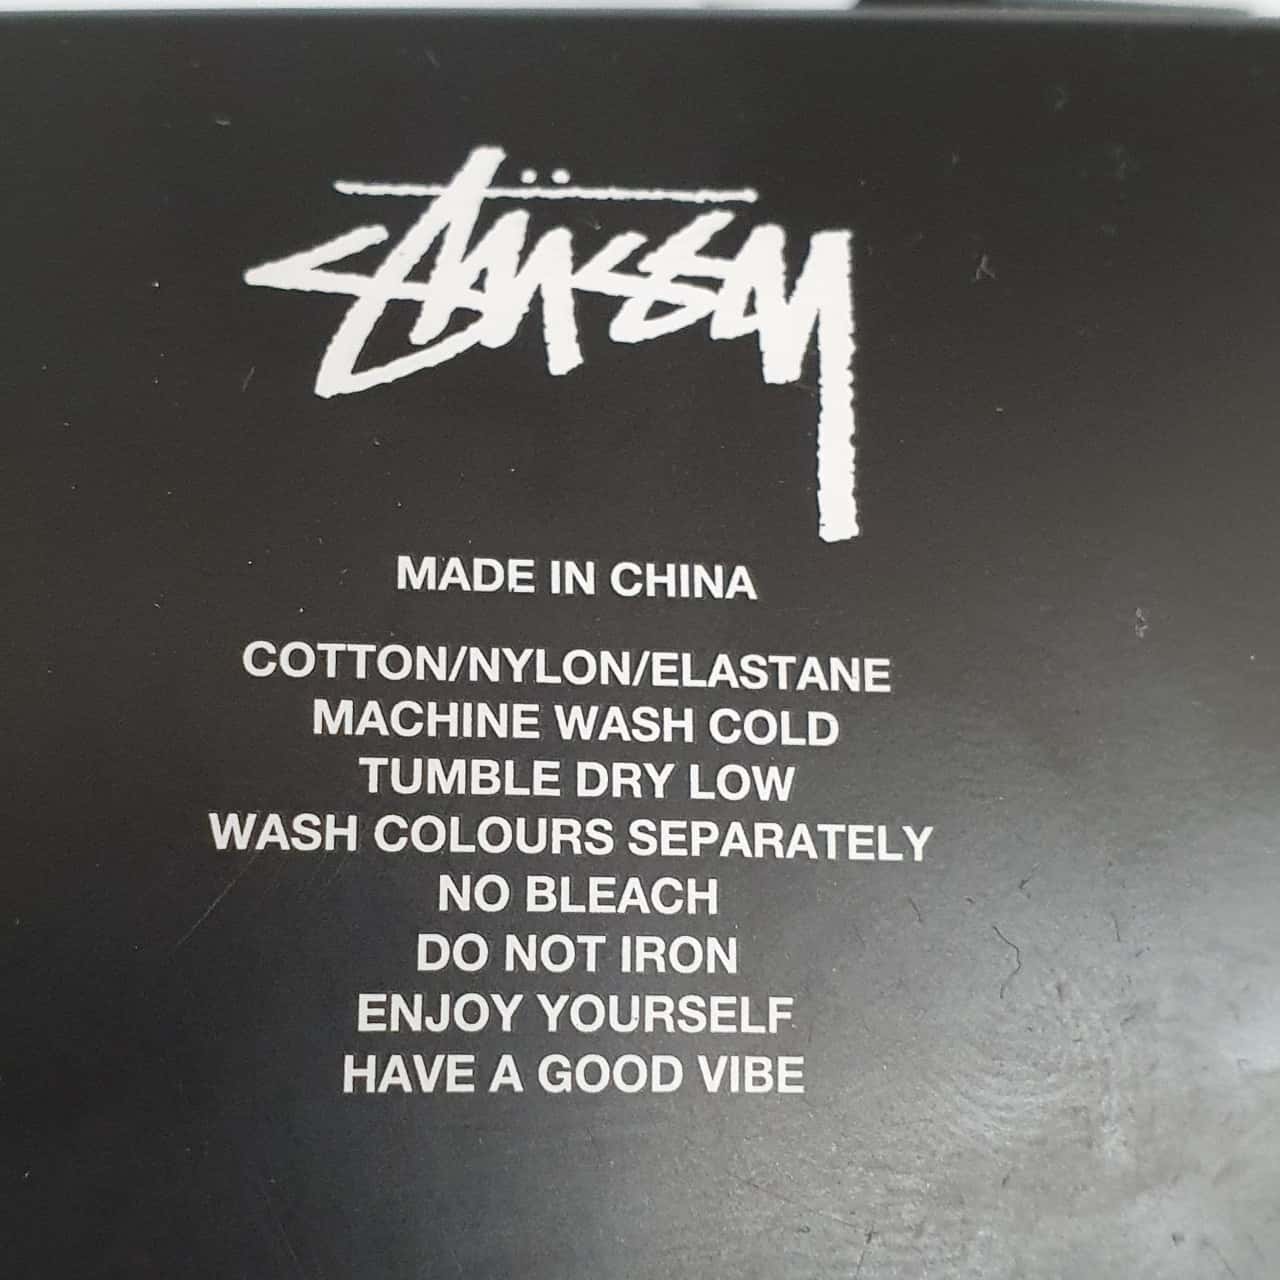 Stüssy
MADE IN CHINA
COTTON/NYLON/ELASTANE
MACHINE WASH COLD
TUMBLE DRY LOW
WASH COLOURS SEPARATELY
NO BLEACH
DO NOT IRON
ENJOY YOURSELF
HAVE A GOOD VIBE